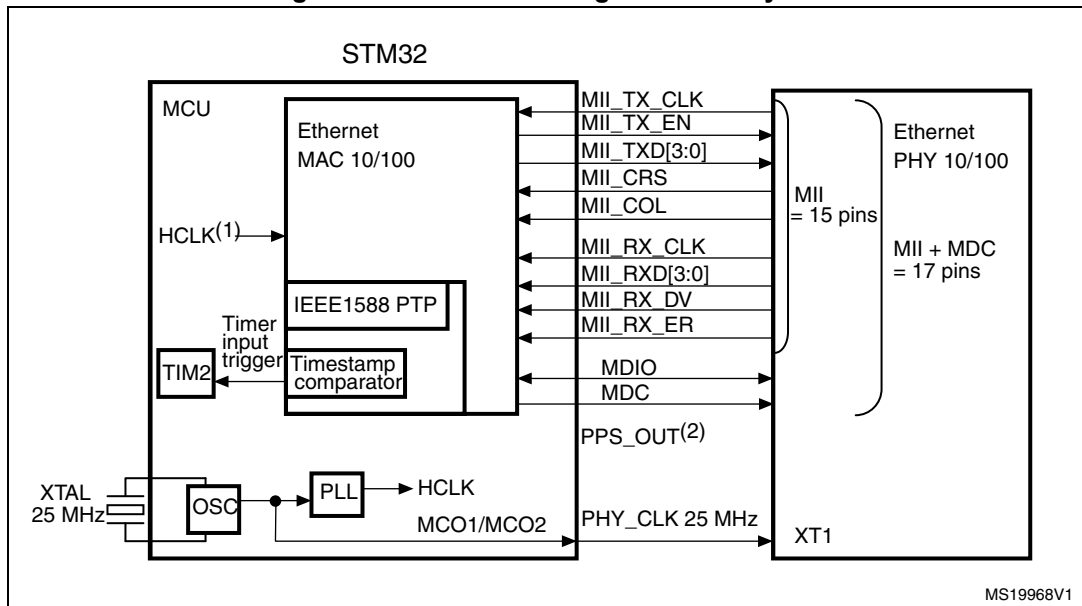 STM32
MCU
Ethernet
MAC 10/100
HCLK(1)
IEEE1588 PTP
Timer
input
trigger
Timestamp
comparator
TIM2
XTAL
25 MHz
OSC
PLL
HCLK
MCO1/MCO2
MII_TX_CLK
MII_TX_EN
MII_TXD[3:0]
MII_CRS
MII_COL
MII_RX_CLK
MII_RXD[3:0]
MII_RX_DV
MII_RX_ER
MDIO
MDC
PPS_OUT(2)
PHY_CLK 25 MHz
MII
= 15 pins
Ethernet
PHY 10/100
MII + MDC
= 17 pins
XT1
MS19968V1